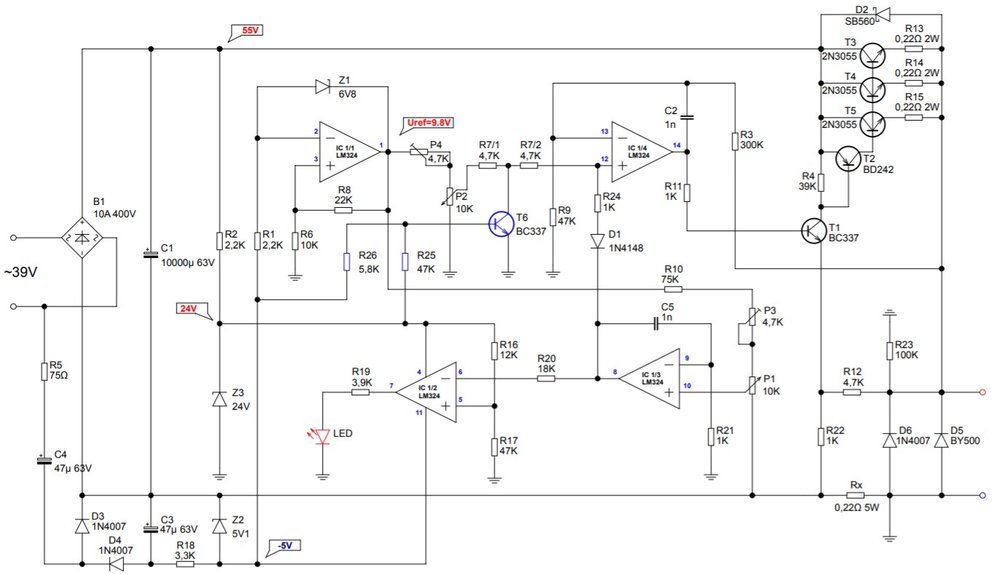 D2
SB560
55V
R13
0,22Ω 2W
T3
2N3055
R14
0,22Ω 2W
T4
2N3055
R15
0,22Ω 2W
T5
2N3055
T2
BD242
Z1
6V8
Uref=9.8V
2
3
1
IC 1/1
LM324
P4
4,7K
R7/1
4,7K
R7/2
4,7K
C2
1n
R3
300K
13
12
14
IC 1/4
LM324
R4
39K
R8
22K
P2
10K
R24
1K
R11
1K
B1
10A 400V
R2
2,2K
R1
2,2K
R6
10K
T6
BC337
R9
47K
D1
1N4148
T1
BC337
C1
10000µ 63V
R26
5,8K
R25
47K
~39V
R10
75K
24V
C5
1n
P3
4,7K
R5
75Ω
R16
12K
R23
100K
Z3
24V
R19
3,9K
7
4
11
IC 1/2
LM324
6
5
R20
18K
8
IC 1/3
LM324
9
10
P1
10K
R12
4,7K
LED
R17
47K
R21
1K
R22
1K
D6
1N4007
D5
BY500
C4
47µ 63V
Rx
0,22Ω 5W
D3
1N4007
D4
1N4007
C3
47µ 63V
R18
3,3K
Z2
5V1
-5V